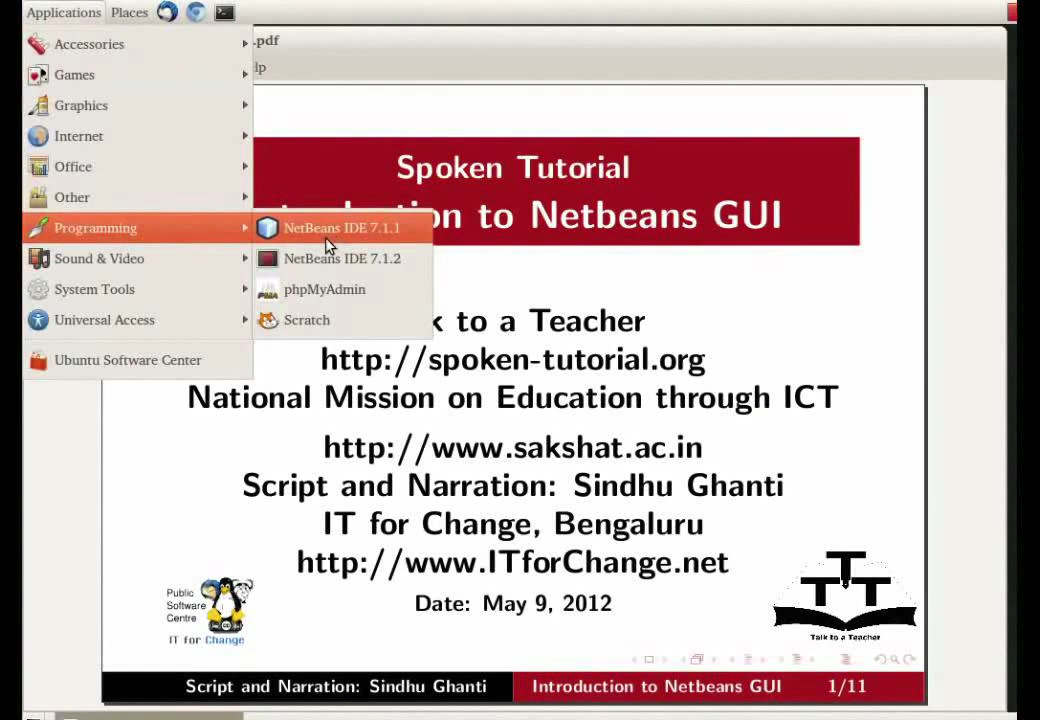 Applications Places
Accessories
Games
Graphics
Internet
Office
Other
Programming
Sound & Video
System Tools
Universal Access
Ubuntu Software Center
NetBeans IDE 7.1.1
NetBeans IDE 7.1.2
phpMyAdmin
Scratch
.pdf
lp
Spoken Tutorial
to Netbeans GUI
to a Teacher
http://spoken-tutorial.org
National Mission on Education through ICT
http://www.sakshat.ac.in
Script and Narration: Sindhu Ghanti
IT for Change, Bengaluru
http://www.ITforChange.net
Date: May 9, 2012
Public
Software
Centre
IT for Change
TTT
Talk to a Teacher
Script and Narration: Sindhu Ghanti
Introduction to Netbeans GUI
1/11